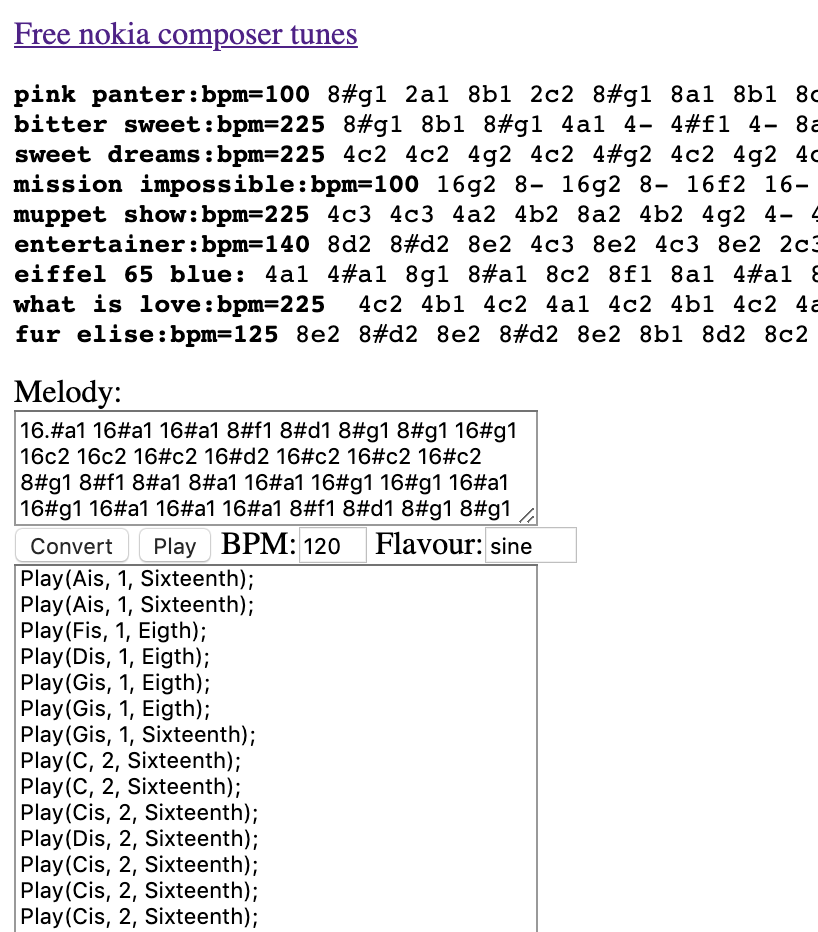 Free nokia composer tunes
pink panter:bpm=100 8#g1 2a1 8b1 2c2 8#g1 8a1 8b1
bitter sweet:bpm=225 8#g1 8b1 8#g1 4a1 4- 4#f1 4-
sweet dreams:bpm=225 4c2 4c2 4g2 4c2 4#g2 4c2 4g2
mission impossible:bpm=100 16g2 8- 16g2 8- 16f2 16-
muppet show:bpm=225 4c3 4c3 4a2 4b2 8a2 4b2 4g2 4-
entertainer:bpm=140 8d2 8#d2 8e2 4c3 8e2 4c3 8e2 2c3
eiffel 65 blue: 4a1 4#a1 8g1 8#a1 8c2 8f1 8a1 4#a1
what is love:bpm=225 4c2 4b1 4c2 4a1 4c2 4b1 4c2
fur elise:bpm=125 8e2 8#d2 8e2 8#d2 8e2 8b1 8d2 8c2
Melody:
16.#a1 16#a1 16#a1 8#f1 8#d1 8#g1 8#g1 16#g1
16c2 16c2 16#c2 16#d2 16#c2 16#c2 16#c2
8#g1 8#f1 8#a1 8#a1 16#a1 16#g1 16#g1 16#a1
16#g1 16#a1 16#a1 16#a1 8#f1 8#d1 8#g1 8#g1
Convert Play BPM: 120 Flavour: sine
Play(Ais, 1, Sixteenth);
Play(Ais, 1, Sixteenth);
Play(Fis, 1, Eigth);
Play(Dis, 1, Eigth);
Play(Gis, 1, Eigth);
Play(Gis, 1, Eigth);
Play(Gis, 1, Sixteenth);
Play(C, 2, Sixteenth);
Play(C, 2, Sixteenth);
Play(Cis, 2, Sixteenth);
Play(Dis, 2, Sixteenth);
Play(Cis, 2, Sixteenth);
Play(Cis, 2, Sixteenth);
Play(Cis, 2, Sixteenth);